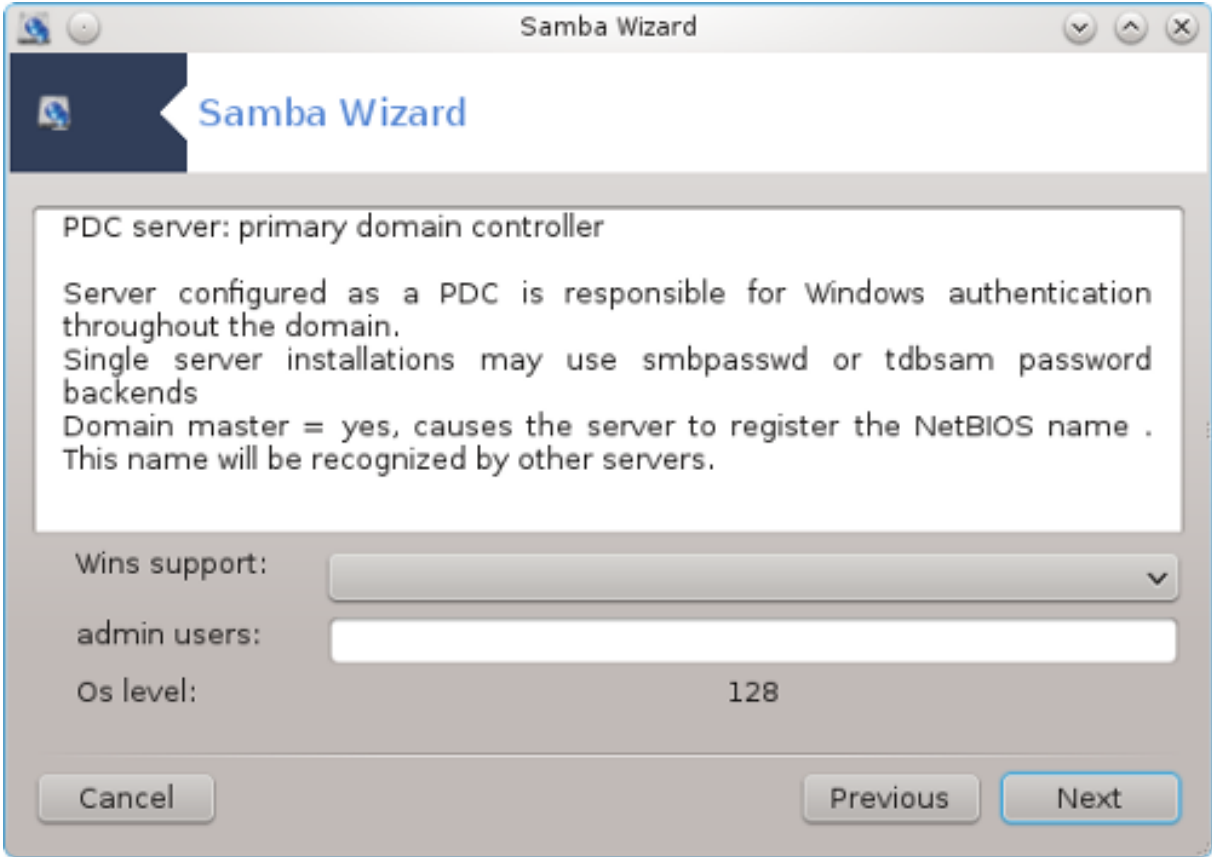 Samba Wizard
Samba Wizard
PDC server: primary domain controller
Server configured as a PDC is responsible for Windows authentication
throughout the domain.
Single server installations may use smbpasswd or tdbsam password
backends
Domain master = yes, causes the server to register the NetBIOS name .
This name will be recognized by other servers.
Wins support:
admin users:
Os level: 128
Cancel Previous Next